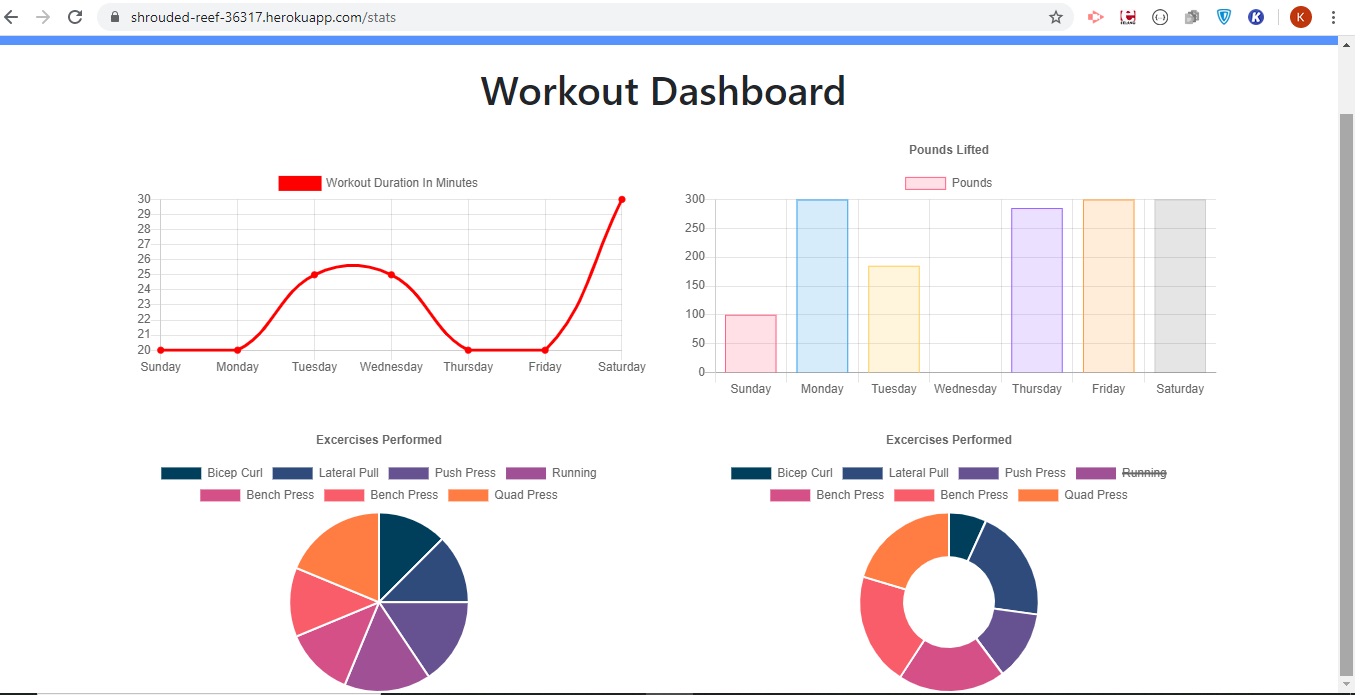 shrouded-reef-36317.herokuapp.com/stats
K
K
Workout Dashboard
Workout Duration In Minutes
30
29
28
27
26
25
24
23
22
21
20
Sunday Monday Tuesday Wednesday Thursday Friday Saturday
Pounds Lifted
Pounds
300
250
200
150
100
50
0
Sunday Monday Tuesday Wednesday Thursday Friday Saturday
Excercises Performed
Bicep Curl Lateral Pull Push Press Running
Bench Press Bench Press Quad Press
Excercises Performed
Bicep Curl Lateral Pull Push Press Running
Bench Press Bench Press Quad Press